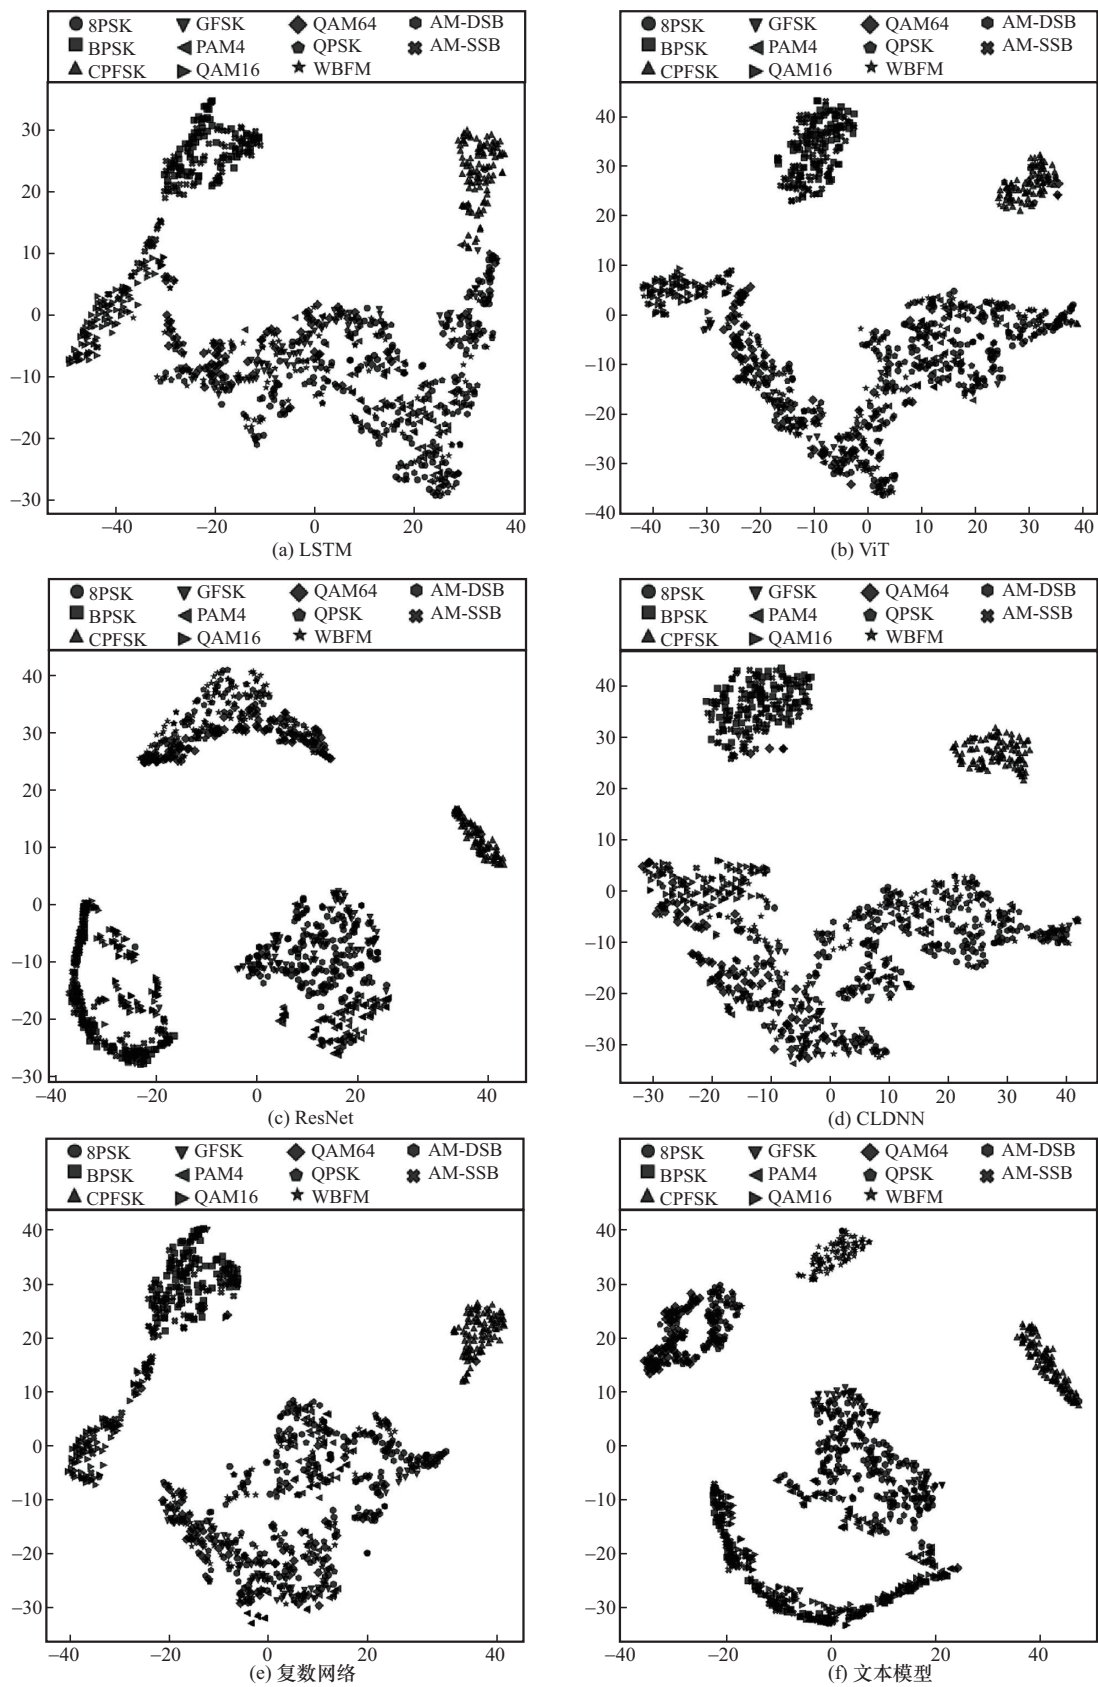 8PSK GFSK QAM64 AM-DSB
BPSK PAM4 QPSK AM-SSB
CPFSK QAM16 WBFM
30
20
10
0
−10
−20
−30
−40 −20 0 20 40
(a) LSTM
8PSK GFSK QAM64 AM-DSB
BPSK PAM4 QPSK AM-SSB
CPFSK QAM16 WBFM
40
30
20
10
0
−10
−20
−30
−40
−40 −30 −20 −10 0 10 20 30 40
(b) ViT
8PSK GFSK QAM64 AM-DSB
BPSK PAM4 QPSK AM-SSB
CPFSK QAM16 WBFM
40
30
20
10
0
−10
−20
−30
−40 −20 0 20 40
(c) ResNet
8PSK GFSK QAM64 AM-DSB
BPSK PAM4 QPSK AM-SSB
CPFSK QAM16 WBFM
40
30
20
10
0
−10
−20
−30
−30 −20 −10 0 10 20 30 40
(d) CLDNN
8PSK GFSK QAM64 AM-DSB
BPSK PAM4 QPSK AM-SSB
CPFSK QAM16 WBFM
40
30
20
10
0
−10
−20
−30
−40 −20 0 20 40
(e) 复数网络
8PSK GFSK QAM64 AM-DSB
BPSK PAM4 QPSK AM-SSB
CPFSK QAM16 WBFM
40
30
20
10
0
−10
−20
−30
−40 −20 0 20 40
(f) 文本模型